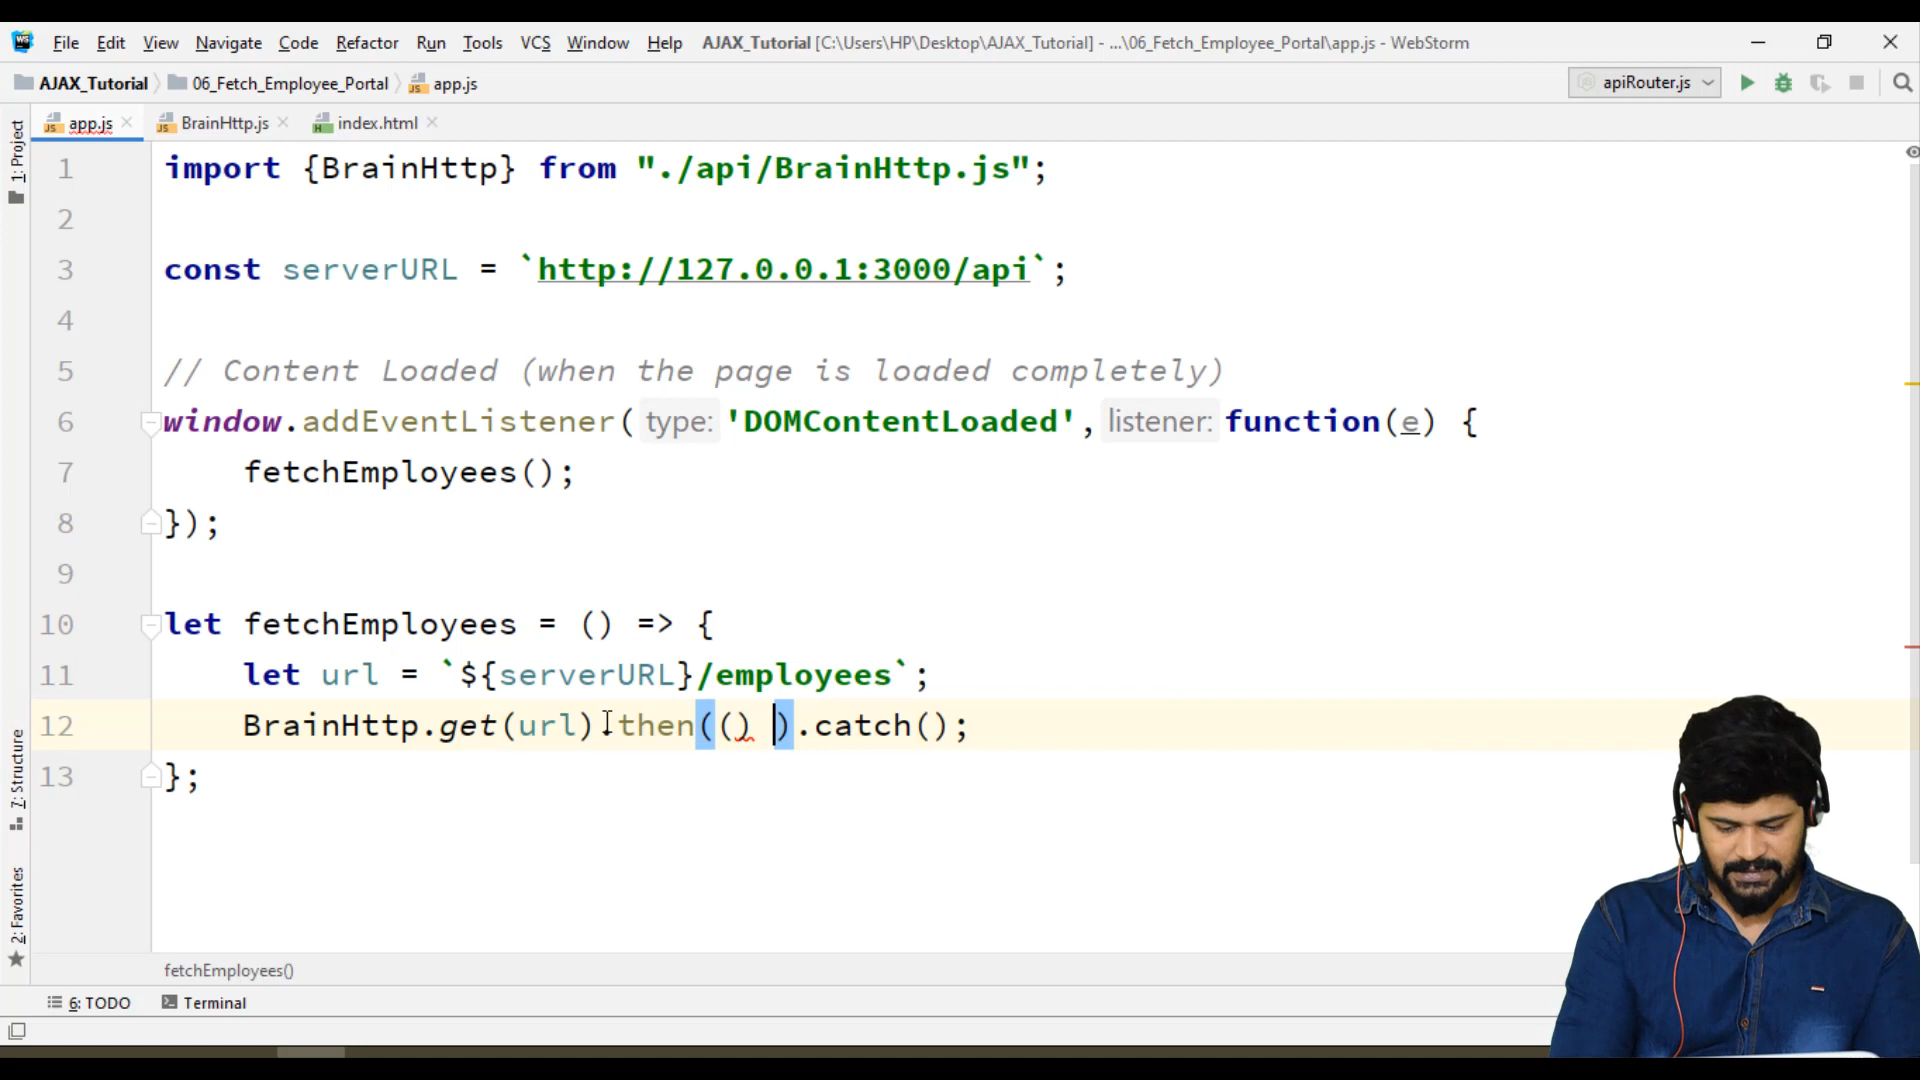 WS File Edit View Navigate Code Refactor Run Tools VCS Window Help AJAX_Tutorial [C:\Users\HP\Desktop\AJAX_Tutorial] - ...\06_Fetch_Employee_Portal\app.js - WebStorm
AJAX_Tutorial 06_Fetch_Employee_Portal app.js apiRouter.js
app.js BrainHttp.js index.html
1: Project
7: Structure
2: Favorites
1 import {BrainHttp} from "./api/BrainHttp.js";
2
3 const serverURL = `http://127.0.0.1:3000/api`;
4
5 // Content Loaded (when the page is loaded completely)
6 window.addEventListener( type: 'DOMContentLoaded', listener: function(e) {
7 fetchEmployees();
8 });
9
10 let fetchEmployees = () => {
11 let url = `${serverURL}/employees`;
12 BrainHttp.get(url).then(() ).catch();
13 };
fetchEmployees()
6: TODO Terminal